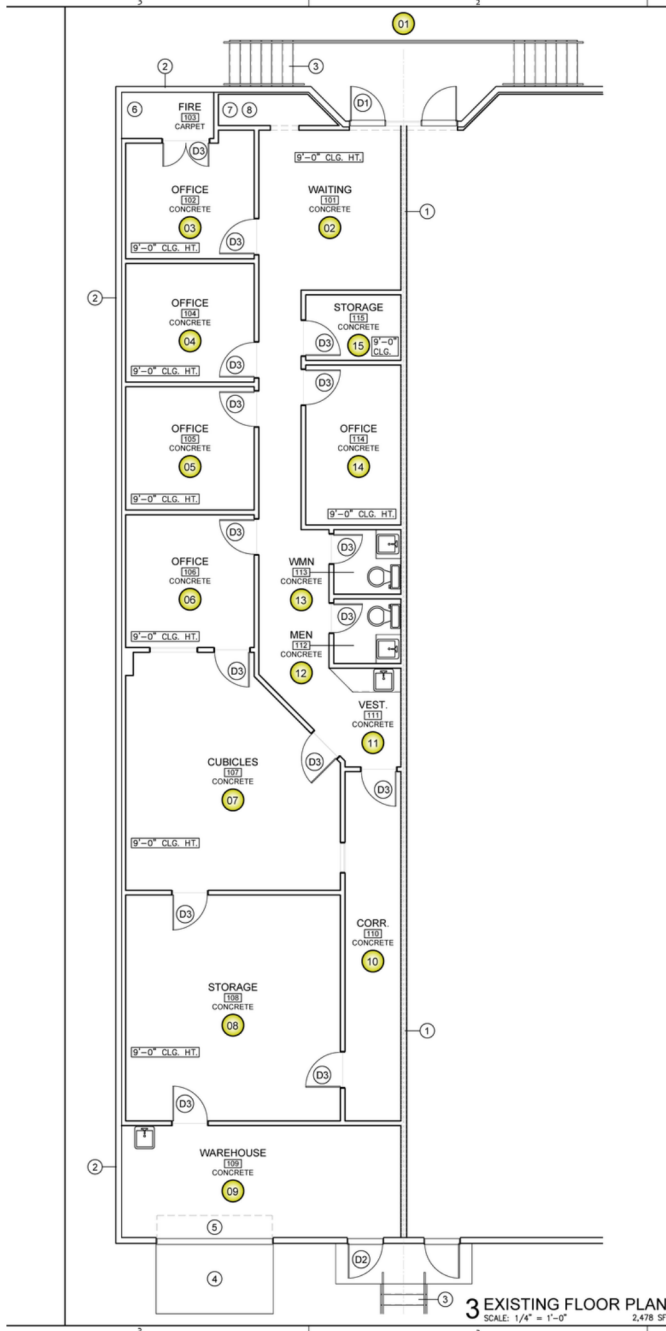 2
01
3
2
D1
6
FIRE
103
CARPET
7
8
D3
9'-0" CLG. HT.
OFFICE
102
CONCRETE
03
WAITING
101
CONCRETE
02
1
D3
9'-0" CLG. HT.
2
OFFICE
104
CONCRETE
04
STORAGE
115
CONCRETE
15
9'-0"
CLG.
D3
D3
9'-0" CLG. HT.
D3
D3
OFFICE
105
CONCRETE
05
OFFICE
114
CONCRETE
14
9'-0" CLG. HT.
9'-0" CLG. HT.
D3
D3
OFFICE
106
CONCRETE
06
WMN
113
CONCRETE
13
D3
9'-0" CLG. HT.
MEN
112
CONCRETE
12
D3
VEST.
111
CONCRETE
11
D3
D3
CUBICLES
107
CONCRETE
07
9'-0" CLG. HT.
D3
CORR.
110
CONCRETE
10
STORAGE
108
CONCRETE
08
1
9'-0" CLG. HT.
D3
D3
WAREHOUSE
109
CONCRETE
09
2
5
D2
4
3
3 EXISTING FLOOR PLAN
SCALE: 1/4" = 1'-0"
2,478 SF